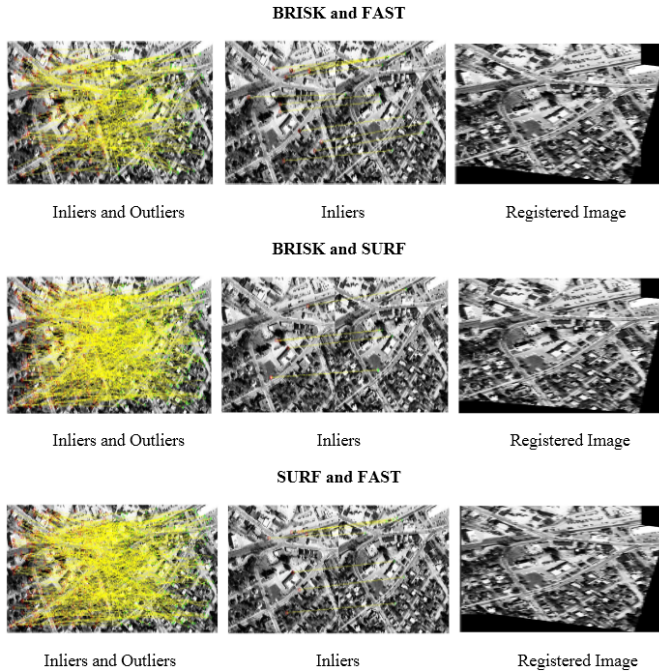 BRISK and FAST
Inliers and Outliers
Inliers
Registered Image
BRISK and SURF
Inliers and Outliers
Inliers
Registered Image
SURF and FAST
Inliers and Outliers
Inliers
Registered Image